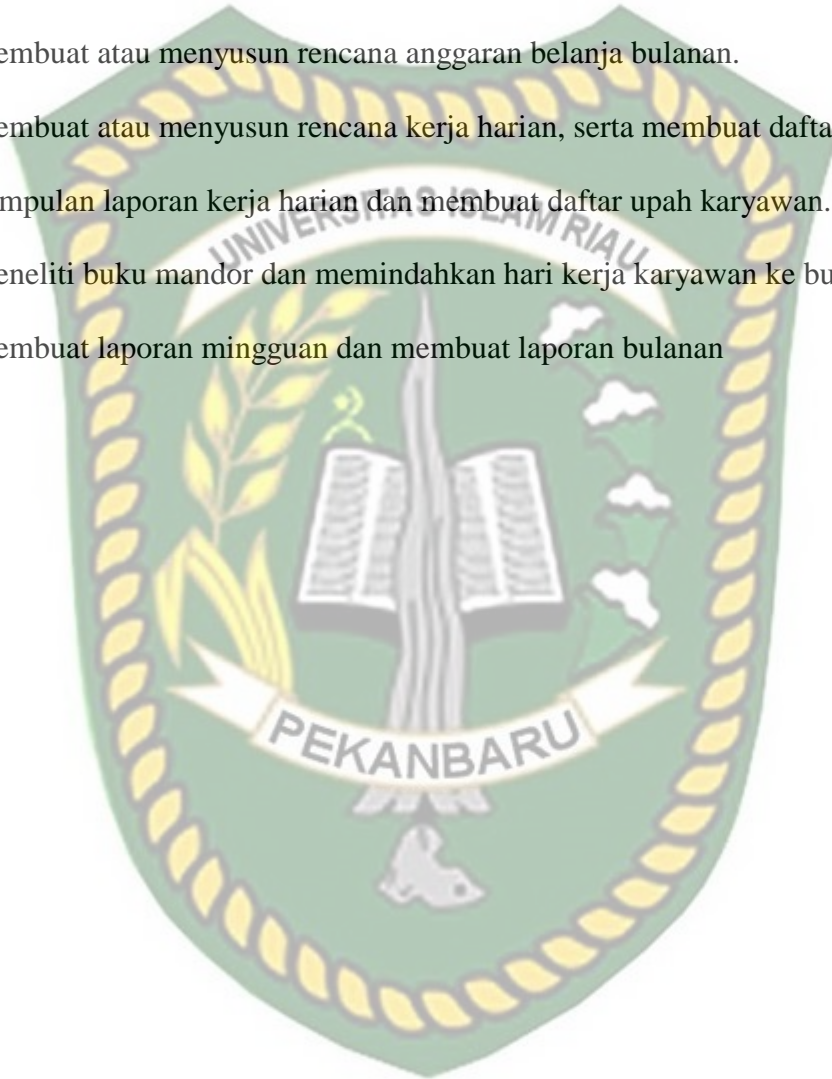 embuat atau menyusun rencana anggaran belanja bulanan.
embuat atau menyusun rencana kerja harian, serta membuat dafta
mpulan laporan kerja harian dan membuat daftar upah karyawan.
UNIVERSITAS ISLAM RIAU
eneliti buku mandor dan memindahkan hari kerja karyawan ke bu
embuat laporan mingguan dan membuat laporan bulanan
PEKANBARU